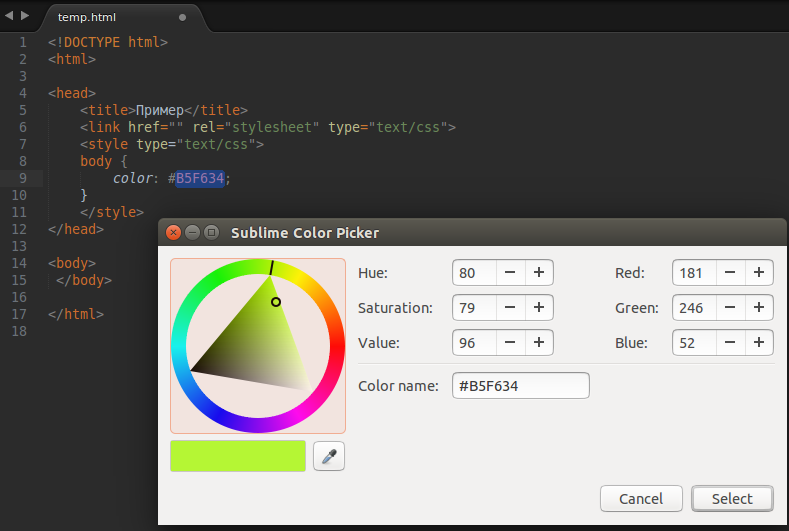 temp.html
1 <!DOCTYPE html>
2 <html>
3
4 <head>
5 <title>Пример</title>
6 <link href="" rel="stylesheet" type="text/css">
7 <style type="text/css">
8 body {
9 color: #B5F634;
10 }
11 </style>
12 </head>
13
14 <body>
15 </body>
16
17 </html>
18
Sublime Color Picker
Hue: 80 Red: 181
Saturation: 79 Green: 246
Value: 96 Blue: 52
Color name: #B5F634
Cancel Select